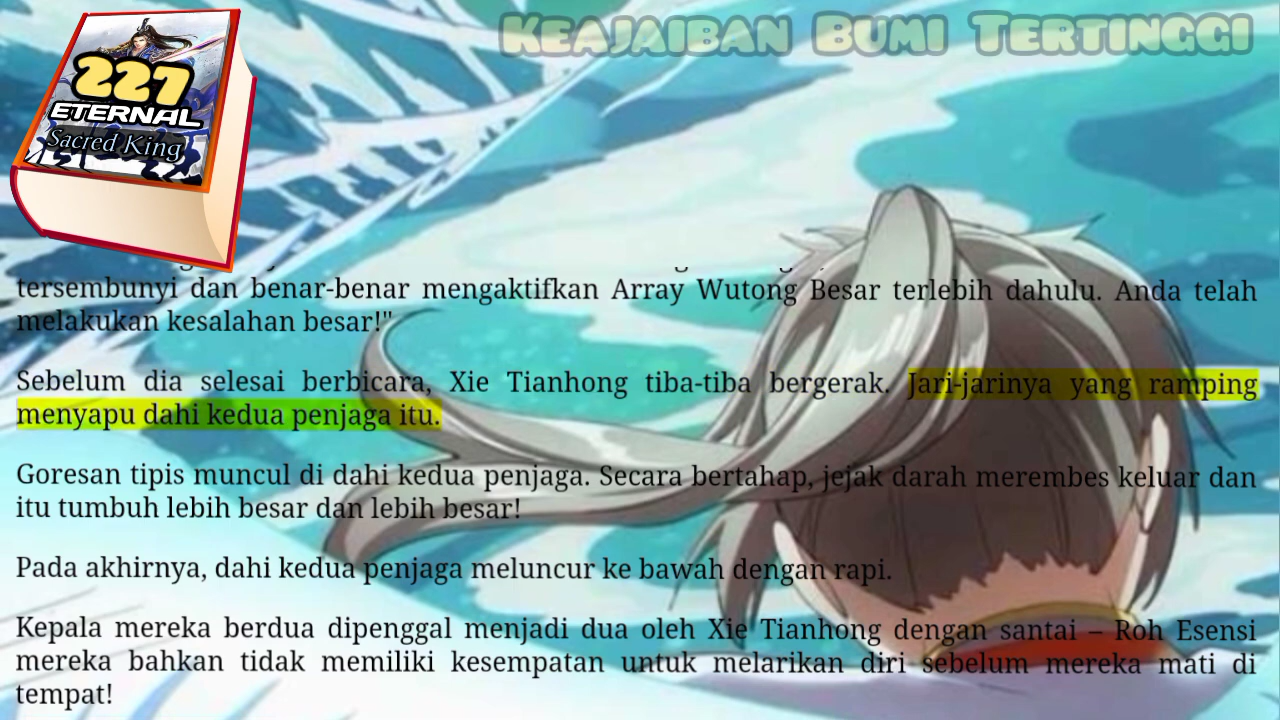 Keajaiban Bumi Tertinggi
227
ETERNAL
Sacred King
tersembunyi dan benar-benar mengaktifkan Array Wutong Besar terlebih dahulu. Anda telah
melakukan kesalahan besar!"
Sebelum dia selesai berbicara, Xie Tianhong tiba-tiba bergerak. Jari-jarinya yang ramping
menyapu dahi kedua penjaga itu.
Goresan tipis muncul di dahi kedua penjaga. Secara bertahap, jejak darah merembes keluar dan
itu tumbuh lebih besar dan lebih besar!
Pada akhirnya, dahi kedua penjaga meluncur ke bawah dengan rapi.
Kepala mereka berdua dipenggal menjadi dua oleh Xie Tianhong dengan santai – Roh Esensi
mereka bahkan tidak memiliki kesempatan untuk melarikan diri sebelum mereka mati di
tempat!